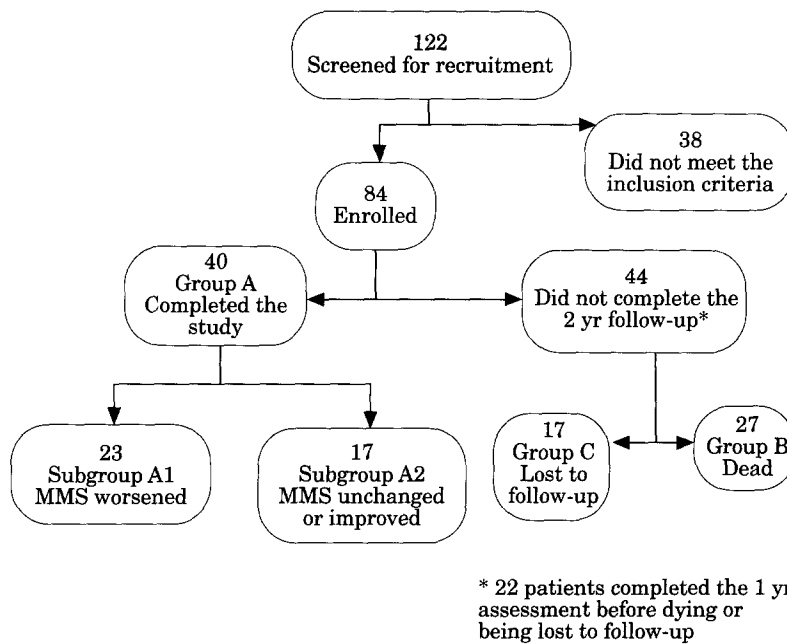 122
Screened for recruitment
38
Did not meet the
inclusion criteria
84
Enrolled
40
Group A
Completed the
study
44
Did not complete the
2 yr follow-up*
23
Subgroup A1
MMS worsened
17
Subgroup A2
MMS unchanged
or improved
17
Group C
Lost to
follow-up
27
Group B
Dead
* 22 patients completed the 1 yr
assessment before dying or
being lost to follow-up